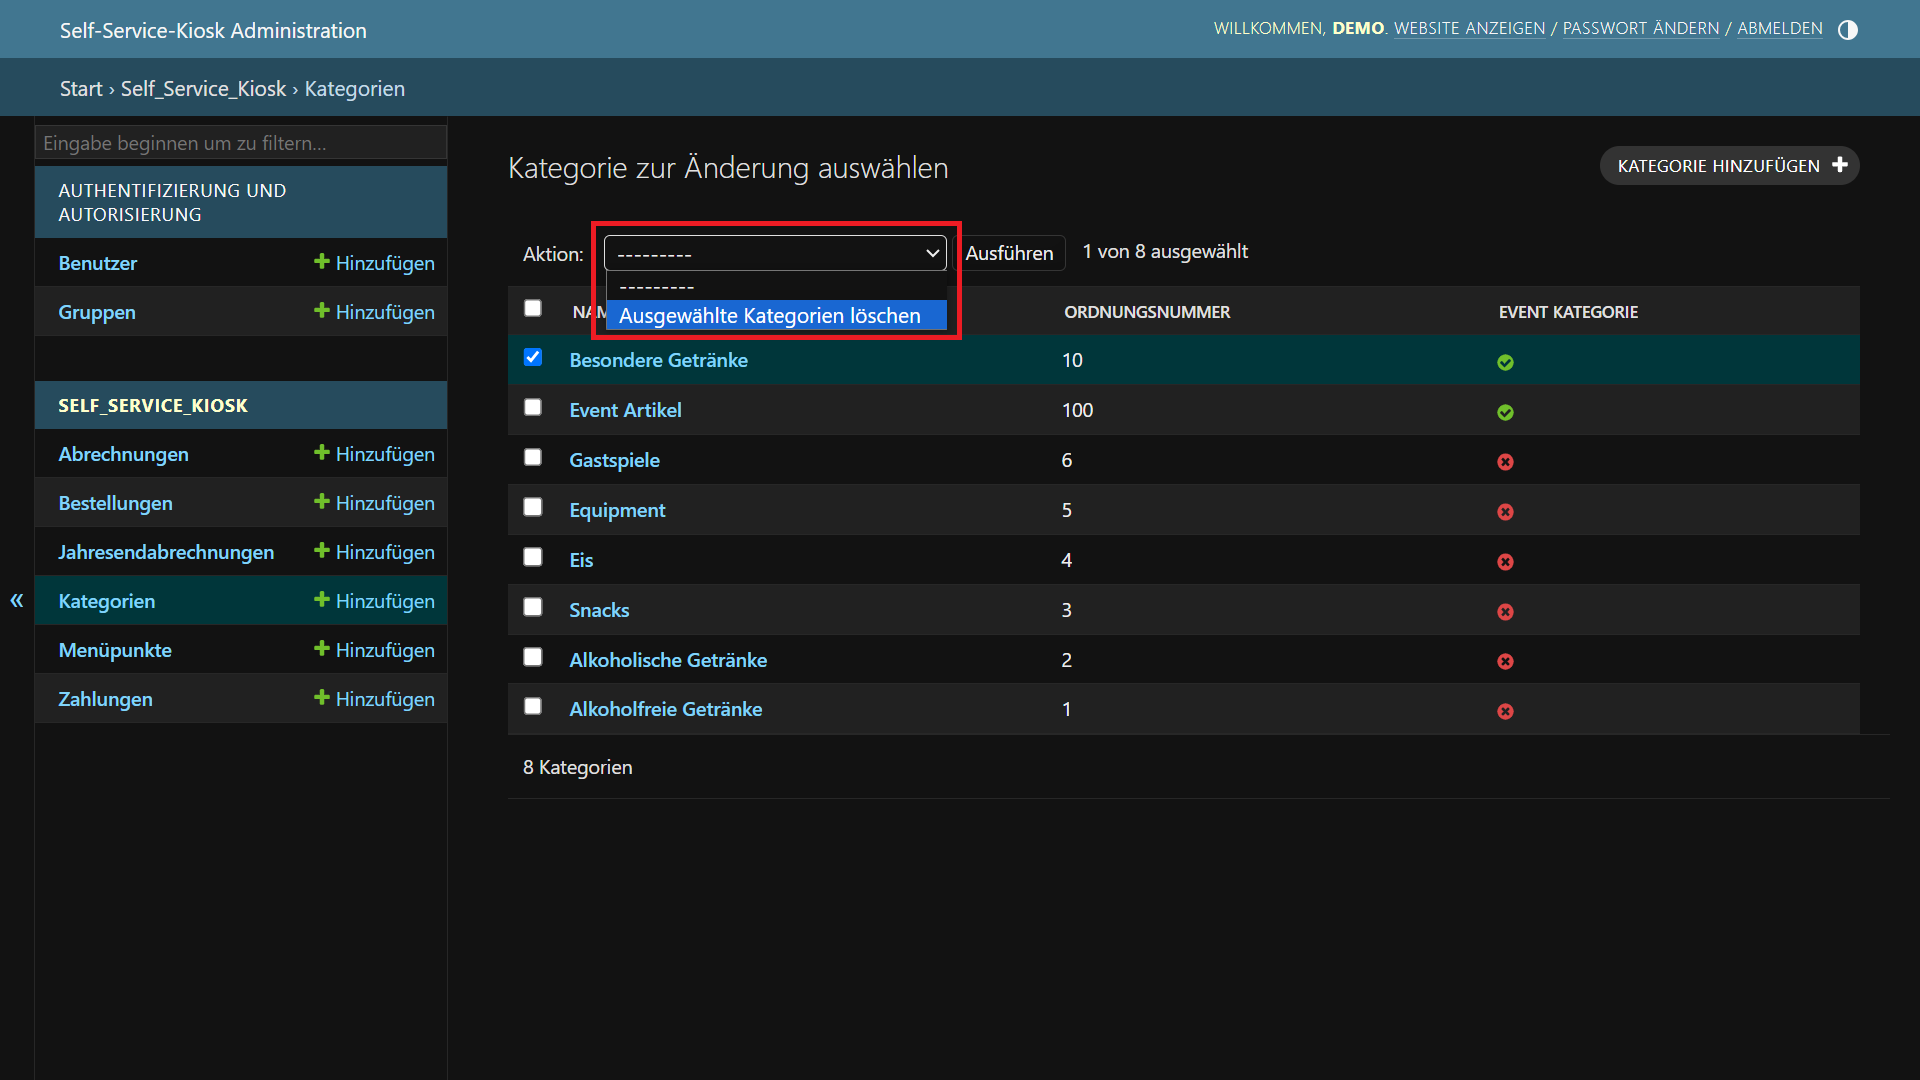 Self-Service-Kiosk Administration
WILLKOMMEN, DEMO. WEBSITE ANZEIGEN / PASSWORT ÄNDERN / ABMELDEN
Start › Self_Service_Kiosk › Kategorien
Eingabe beginnen um zu filtern...
AUTHENTIFIZIERUNG UND
AUTORISIERUNG
Benutzer Hinzufügen
Gruppen Hinzufügen
SELF_SERVICE_KIOSK
Abrechnungen Hinzufügen
Bestellungen Hinzufügen
Jahresendabrechnungen Hinzufügen
« Kategorien Hinzufügen
Menüpunkte Hinzufügen
Zahlungen Hinzufügen
Kategorie zur Änderung auswählen
KATEGORIE HINZUFÜGEN
Aktion: --------- Ausführen 1 von 8 ausgewählt
---------
Ausgewählte Kategorien löschen
ORDNUNGSNUMMER EVENT KATEGORIE
Besondere Getränke 10
Event Artikel 100
Gastspiele 6
Equipment 5
Eis 4
Snacks 3
Alkoholische Getränke 2
Alkoholfreie Getränke 1
8 Kategorien